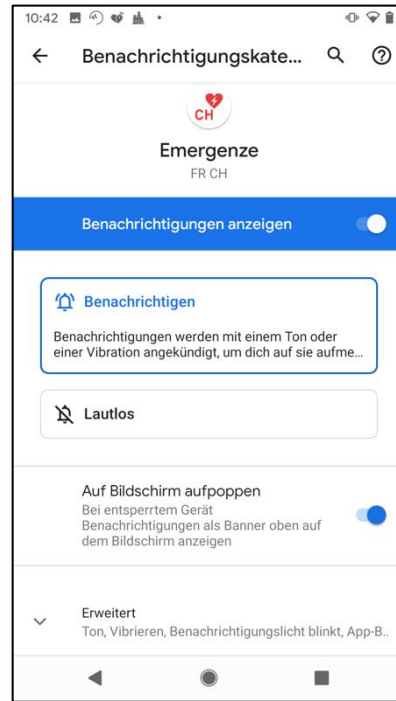 10:42
Benachrichtigungskate...
CH
Emergenze
FR CH
Benachrichtigungen anzeigen
Benachrichtigen
Benachrichtigungen werden mit einem Ton oder
einer Vibration angekündigt, um dich auf sie aufme...
Lautlos
Auf Bildschirm aufpoppen
Bei entsperrtem Gerät
Benachrichtigungen als Banner oben auf
dem Bildschirm anzeigen
Erweitert
Ton, Vibrieren, Benachrichtigungslicht blinkt, App-B..